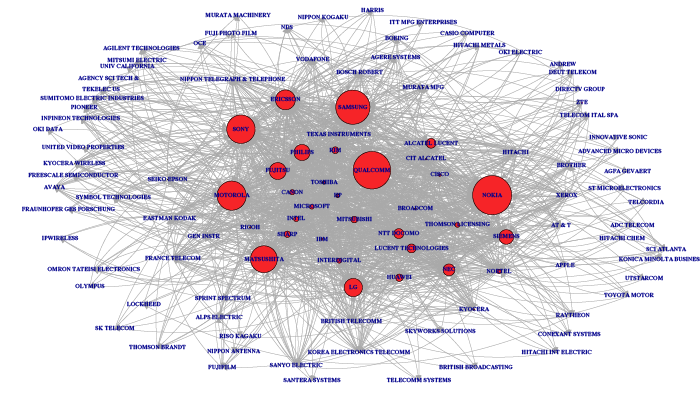 HARRIS
MURATA MACHINERY
NIPPON KOGAKU
ITT MFG ENTERPRISES
NDS
FUJI PHOTO FILM
CASIO COMPUTER
BOEING
OCE
HITACHI METALS
AGILENT TECHNOLOGIES
OKI ELECTRIC
AGERE SYSTEMS
VODAFONE
MITSUMI ELECTRIC
UNIV CALIFORNIA
ANDREW
BOSCH ROBERT
DEUT TELEKOM
AGENCY SCI TECH &
NIPPON TELEGRAPH & TELEPHONE
MURATA MFG
TEKELEC US
DIRECTV GROUP
SUMITOMO ELECTRIC INDUSTRIES
ERICSSON
ZTE
PIONEER
SAMSUNG
INFINEON TECHNOLOGIES
TELECOM ITAL SPA
OKI DATA
SONY
TEXAS INSTRUMENTS
INNOVATIVE SONIC
ALCATEL LUCENT
UNITED VIDEO PROPERTIES
PHILIPS
RIM
HITACHI
ADVANCED MICRO DEVICES
CIT ALCATEL
KYOCERA WIRELESS
BROTHER
FUJITSU
QUALCOMM
AGFA GEVAERT
FREESCALE SEMICONDUCTOR
CISCO
SEIKO EPSON
TOSHIBA
AVAYA
ST MICROELECTRONICS
CANON
HP
MOTOROLA
NOKIA
XEROX
SYMBOL TECHNOLOGIES
TELCORDIA
MICROSOFT
BROADCOM
FRAUNHOFER GES FORSCHUNG
EASTMAN KODAK
INTEL
MITSUBISHI
THOMSON LICENSING
AT & T
ADC TELECOM
RICOH
SHARP
NTT DOCOMO
GEN INSTR
SIEMENS
IPWIRELESS
IBM
HITACHI CHEM
LUCENT TECHNOLOGIES
SCI ATLANTA
FRANCE TELECOM
MATSUSHITA
INTERDIGITAL
KONICA MINOLTA BUSINES
APPLE
OMRON TATEISI ELECTRONICS
NEC
NORTEL
HUAWEI
UTSTARCOM
OLYMPUS
LG
TOYOTA MOTOR
SPRINT SPECTRUM
LOCKHEED
KYOCERA
RAYTHEON
ALPS ELECTRIC
BRITISH TELECOMM
SK TELECOM
SKYWORKS SOLUTIONS
RISO KAGAKU
CONEXANT SYSTEMS
THOMSON BRANDT
NIPPON ANTENNA
KOREA ELECTRONICS TELECOMM
HITACHI INT ELECTRIC
FUJIFILM
SANYO ELECTRIC
BRITISH BROADCASTING
SANTERA SYSTEMS
TELECOMM SYSTEMS